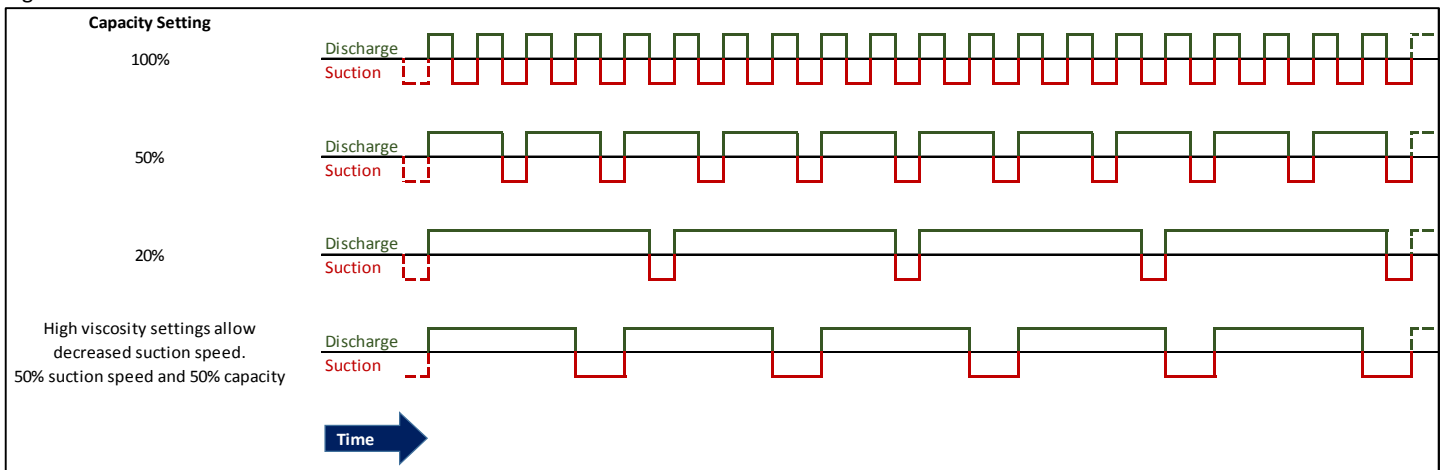 Capacity Setting
100%
Discharge
Suction
50%
Discharge
Suction
20%
Discharge
Suction
High viscosity settings allow
decreased suction speed.
50% suction speed and 50% capacity
Discharge
Suction
Time